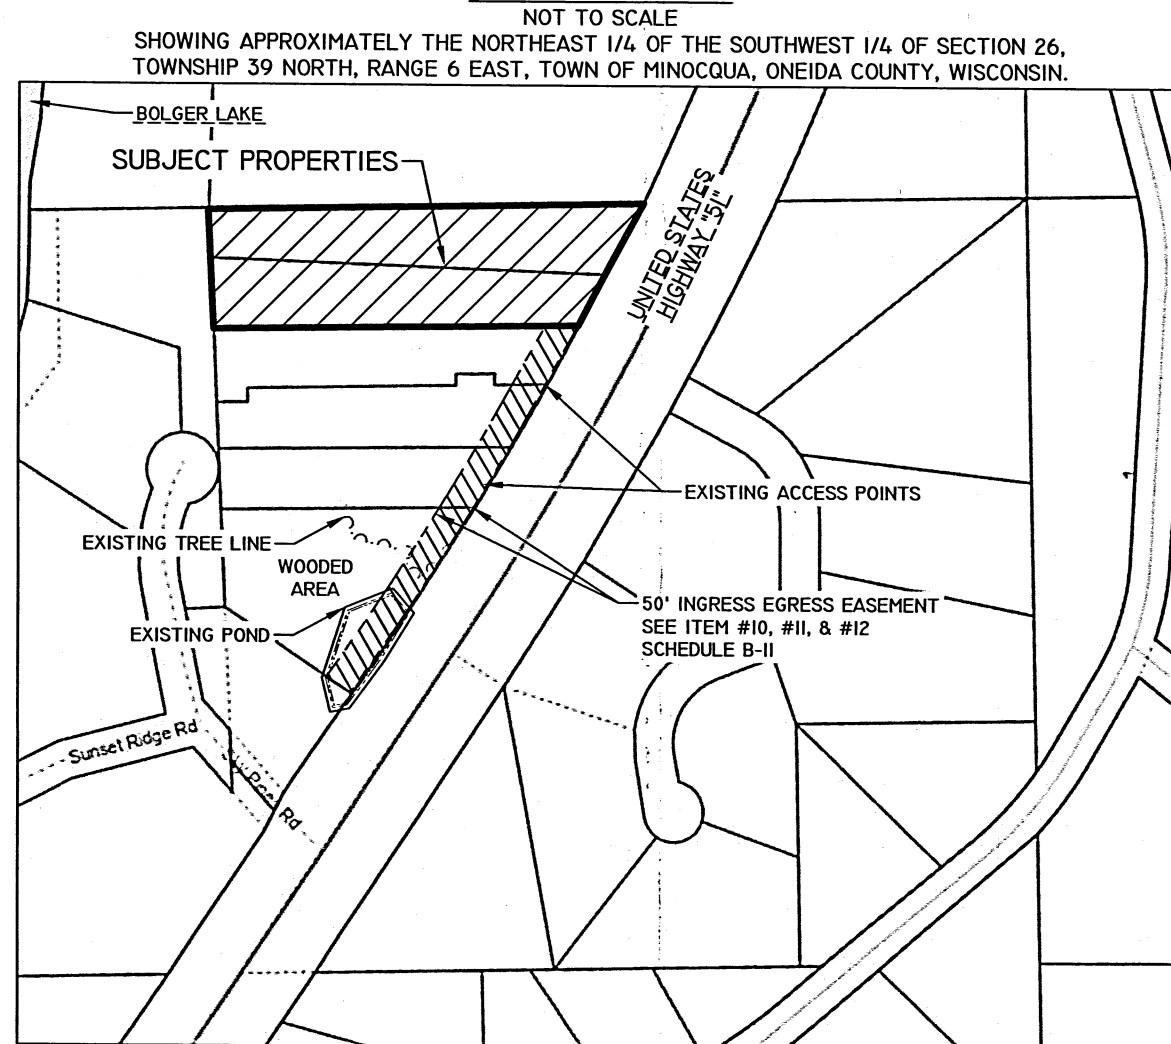 NOT TO SCALE
SHOWING APPROXIMATELY THE NORTHEAST 1/4 OF THE SOUTHWEST 1/4 OF SECTION 26,
TOWNSHIP 39 NORTH, RANGE 6 EAST, TOWN OF MINOCQUA, ONEIDA COUNTY, WISCONSIN.
BOLGER LAKE
SUBJECT PROPERTIES
UNITED STATES
HIGHWAY "51"
EXISTING ACCESS POINTS
EXISTING TREE LINE
WOODED
AREA
50' INGRESS EGRESS EASEMENT
SEE ITEM #10, #11, & #12
SCHEDULE B-II
EXISTING POND
Sunset Ridge Rd
Rd